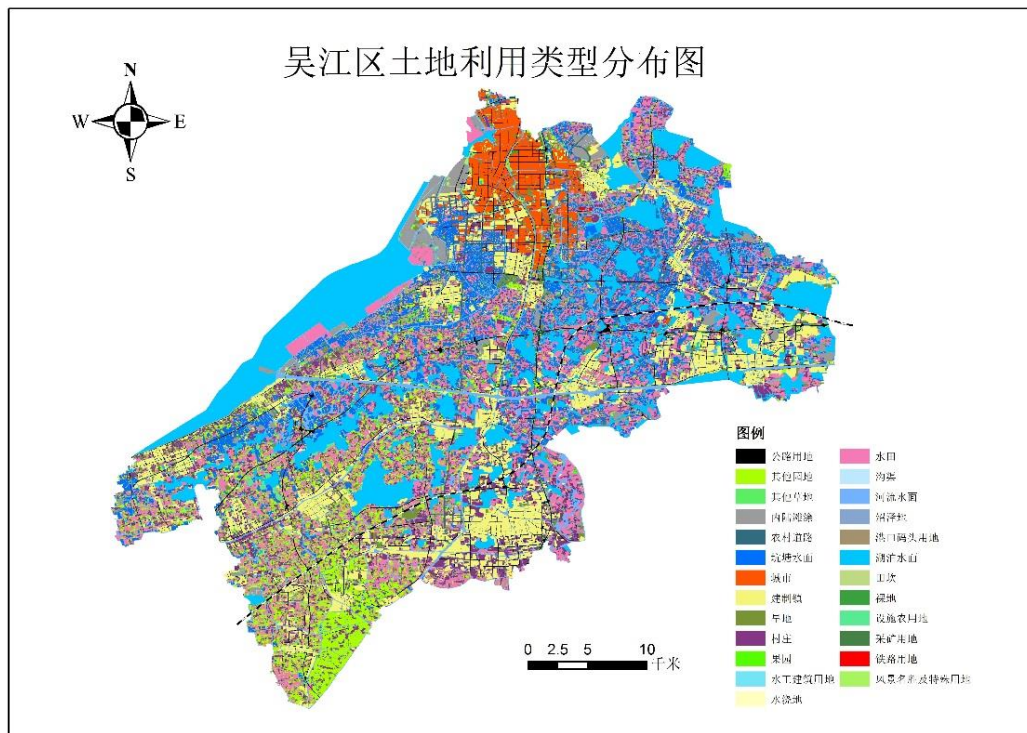 吴江区土地利用类型分布图
N
W E
S
图例
公路用地 水田
其他园地 沟渠
其他草地 河流水面
内陆滩涂 沼泽地
农村道路 港口码头用地
坑塘水面 湖泊水面
城市 田坎
建制镇 裸地
旱地 设施农用地
村庄 采矿用地
果园 铁路用地
水工建筑用地 风景名胜及特殊用地
水浇地
0 2.5 5 10
千米